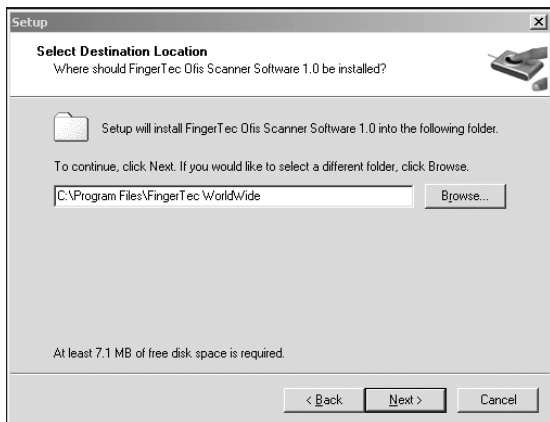 Setup
Select Destination Location
Where should FingerTec Ofis Scanner Software 1.0 be installed?
Setup will install FingerTec Ofis Scanner Software 1.0 into the following folder.
To continue, click Next. If you would like to select a different folder, click Browse.
C:\Program Files\FingerTec WorldWide
Browse...
At least 7.1 MB of free disk space is required.
< Back
Next >
Cancel